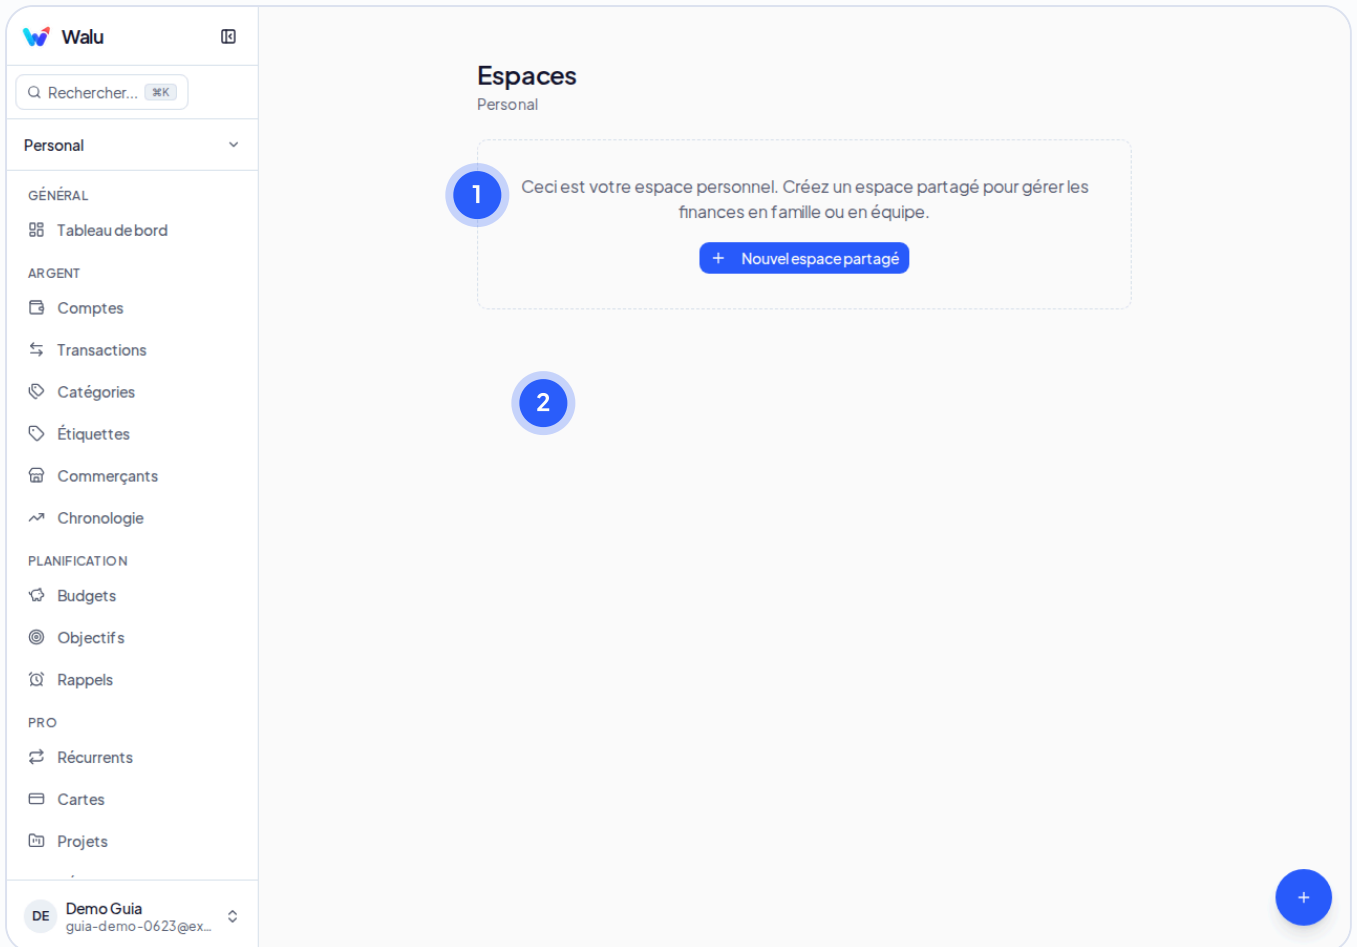 Walu
Rechercher... ⌘K
Personal
GÉNÉRAL
Tableau de bord
ARGENT
Comptes
Transactions
Catégories
Étiquettes
Commerçants
Chronologie
PLANIFICATION
Budgets
Objectifs
Rappels
PRO
Récurrents
Cartes
Projets
DE
Demo Guia
guia-demo-0623@ex...
Espaces
Personal
1
Ceci est votre espace personnel. Créez un espace partagé pour gérer les
finances en famille ou en équipe.
+ Nouvel espace partagé
2
+